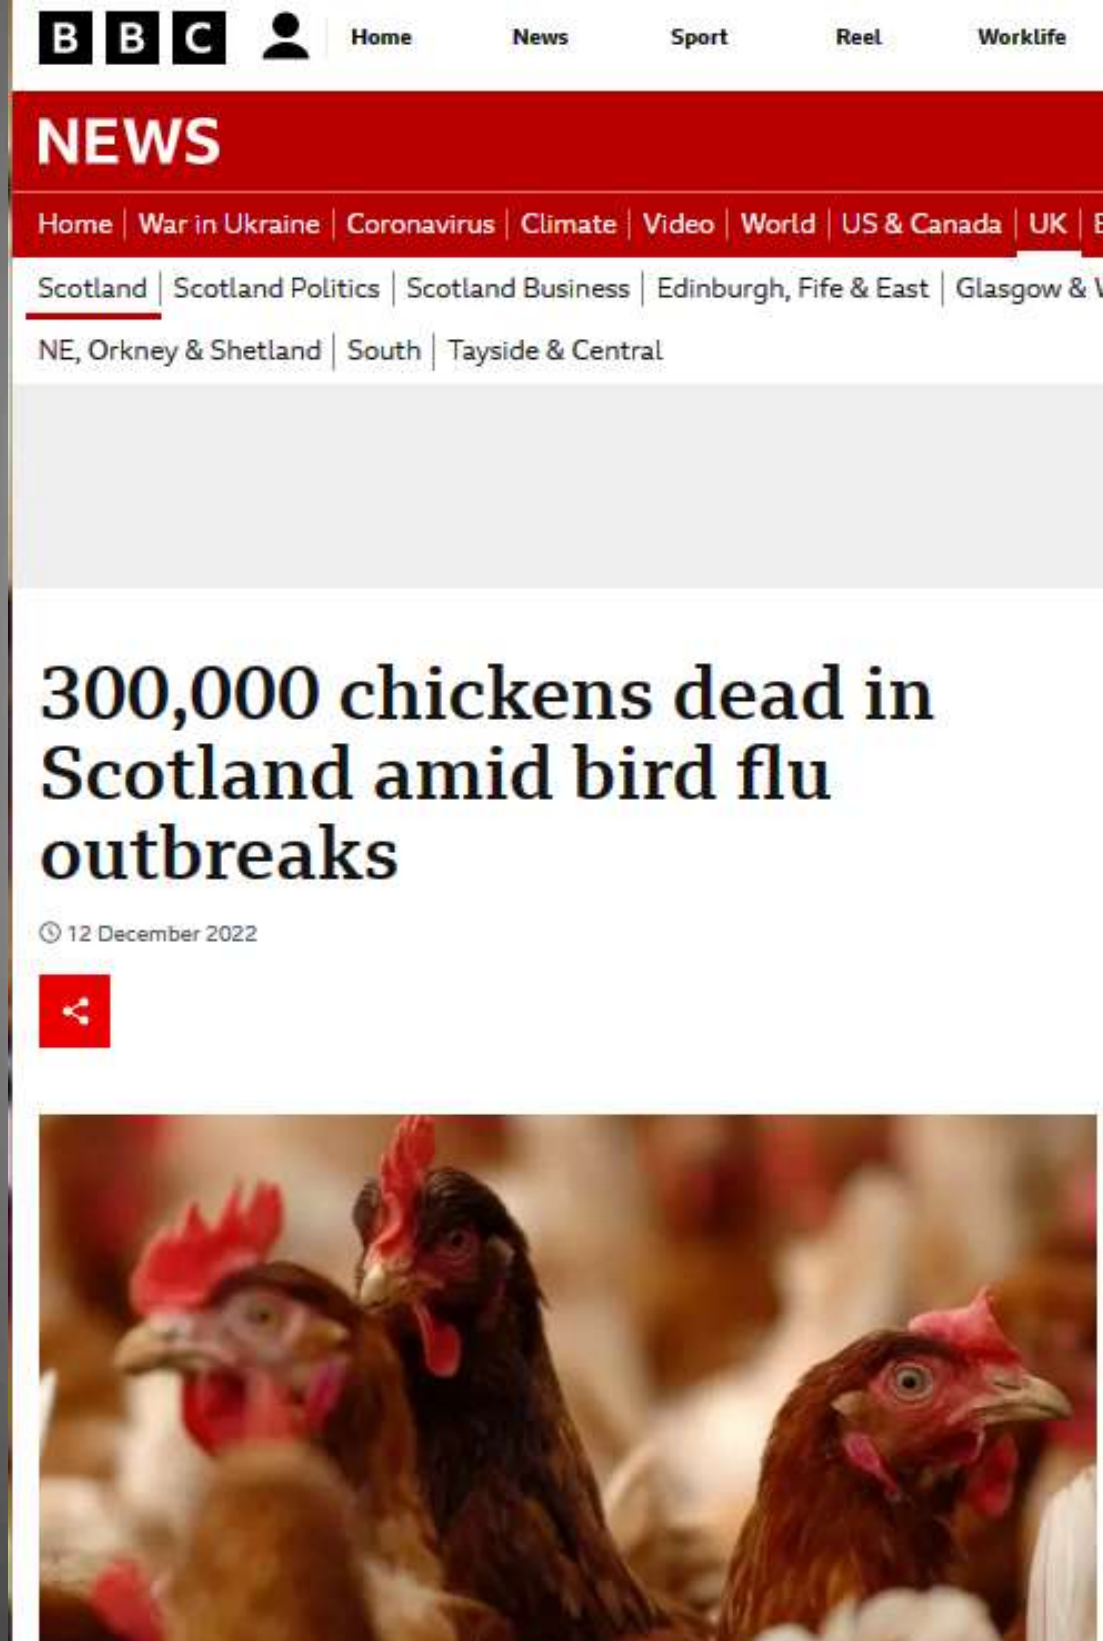 BBC Home News Sport Reel Worklife
NEWS
Home War in Ukraine Coronavirus Climate Video World US & Canada UK
Scotland Scotland Politics Scotland Business Edinburgh, Fife & East Glasgow &
NE, Orkney & Shetland South Tayside & Central
300,000 chickens dead in
Scotland amid bird flu
outbreaks
12 December 2022